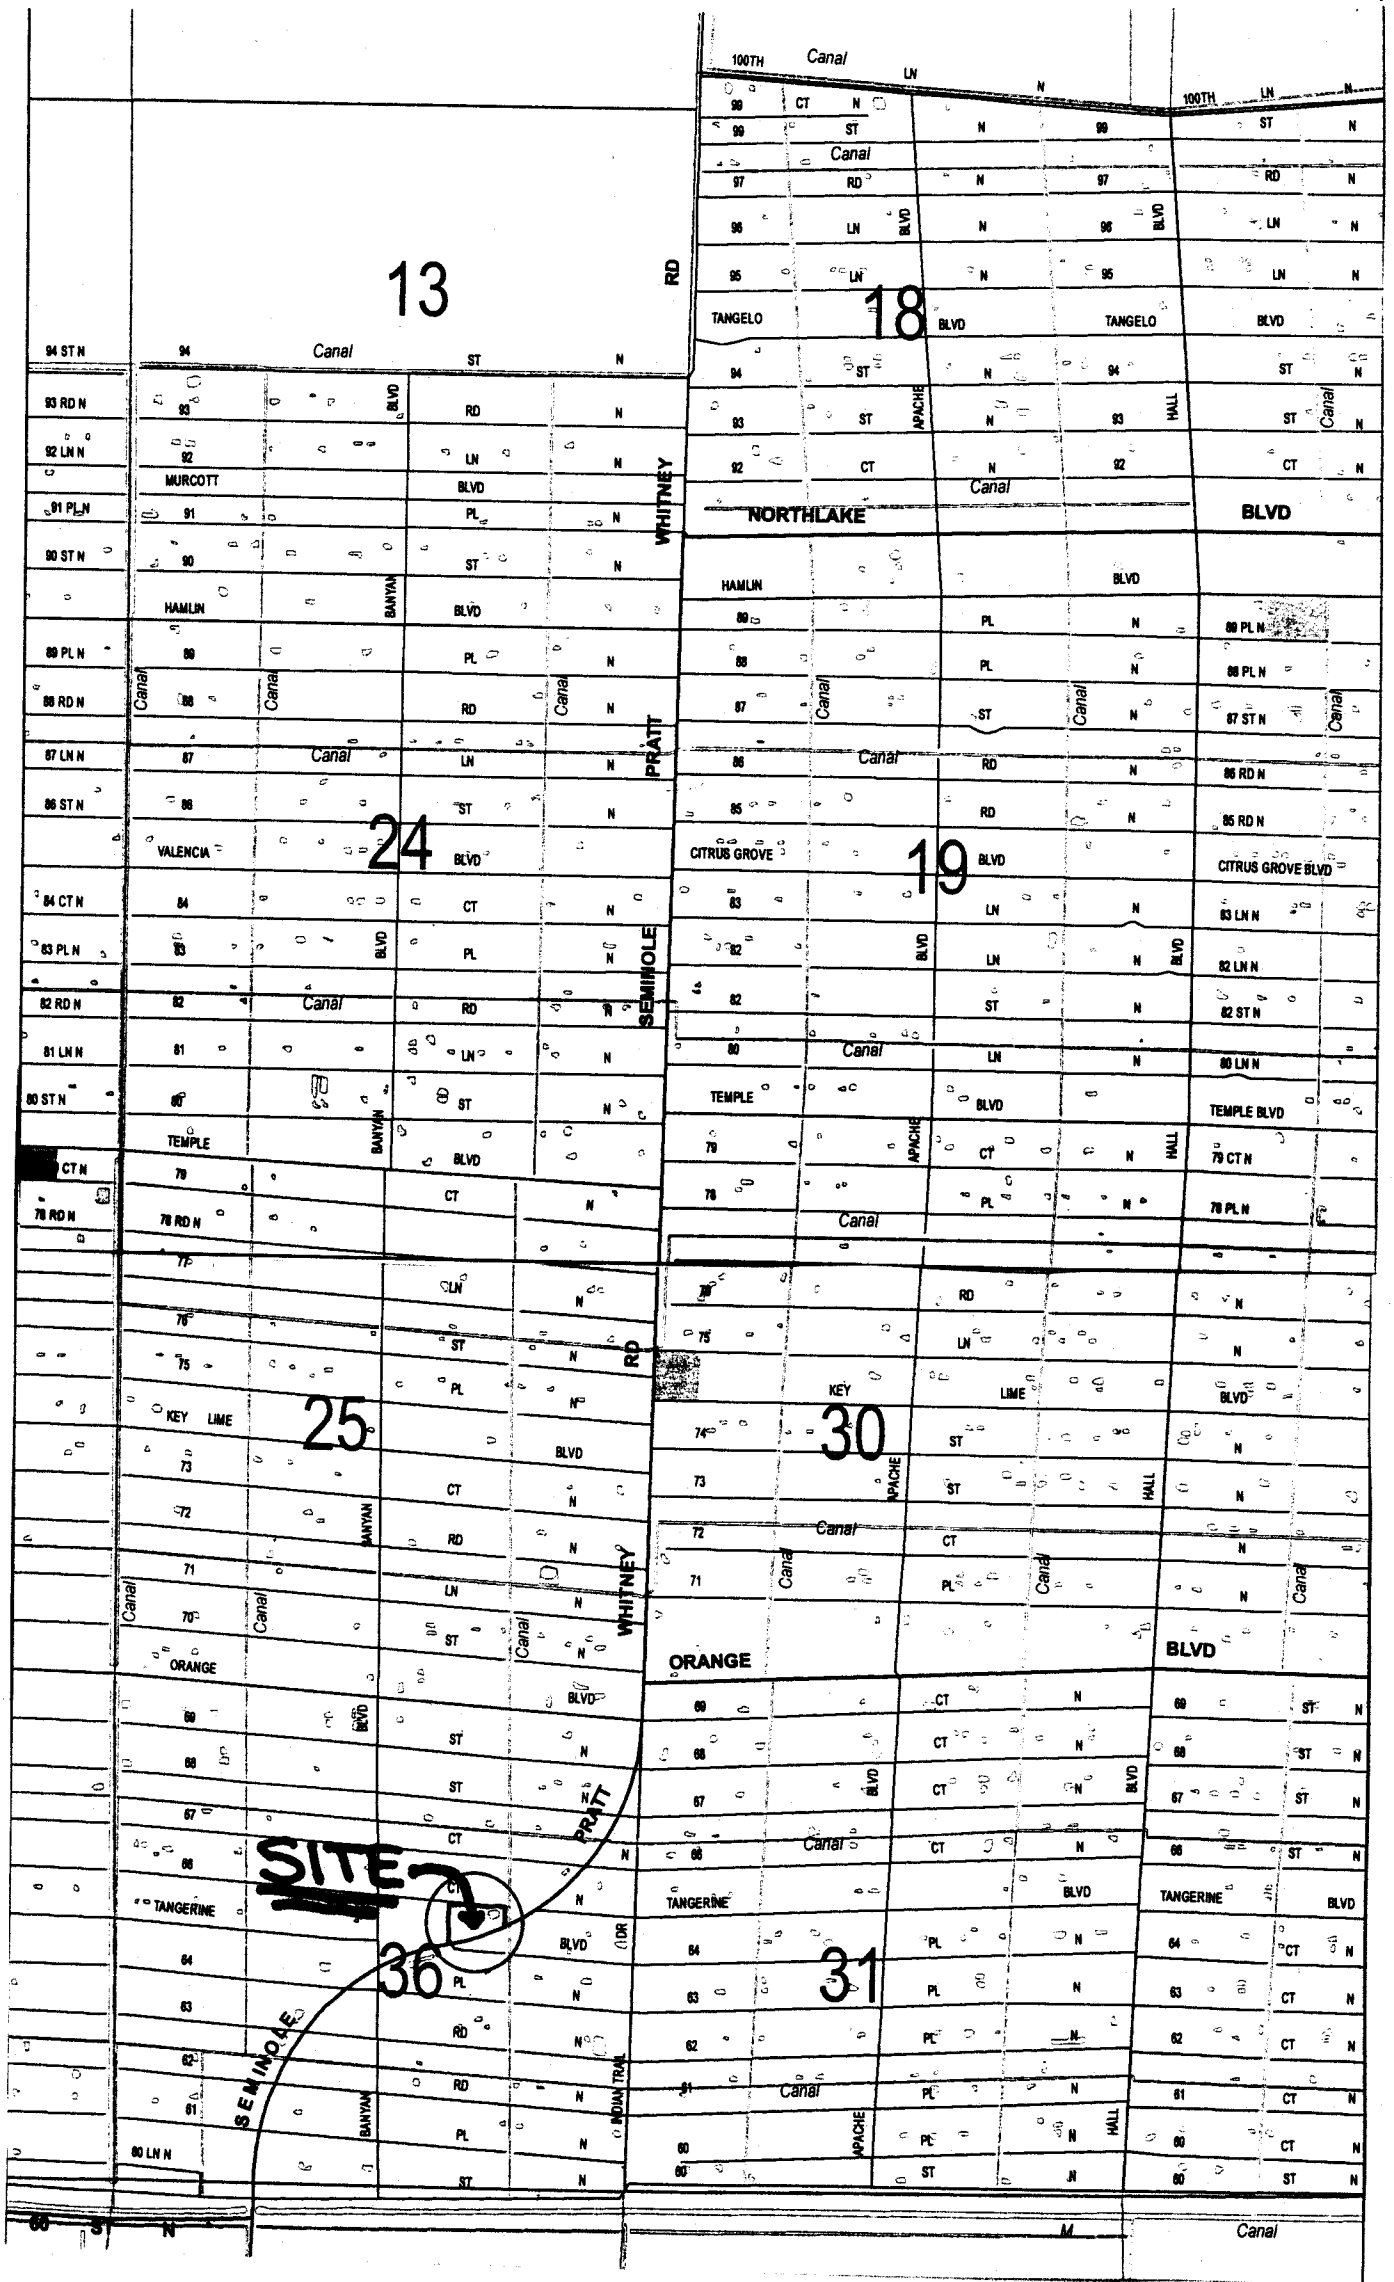 100TH Canal LN N 100TH LN N
99 CT N
99 ST N 99 ST N
Canal
97 RD N 97 RD N
96 LN BLVD N 96 BLVD LN N
95 LN N 95 LN N
13
RD
18
TANGELO BLVD TANGELO BLVD
94 ST N 94 Canal ST N
94 ST N 94 ST N
93 RD N 93 BLVD RD N
93 ST APACHE N 93 HALL ST Canal N
92 LN N 92 LN N
92 CT N 92 CT N
MURCOTT BLVD
WHITNEY
Canal
91 PL N 91 PL N
NORTHLAKE BLVD
90 ST N 90 ST N
HAMLIN BANYAN BLVD
HAMLIN BLVD
89 PL N 89 PL N
89 PL N 89 PL N
88 PL N 88 PL N
88 RD N Canal 88 Canal RD Canal N
87 Canal ST Canal N 87 ST N Canal
PRATT
87 LN N 87 Canal LN N
86 Canal RD N 86 RD N
86 ST N 86 ST N
85 RD N 85 RD N
24
VALENCIA BLVD
CITRUS GROVE 19 BLVD CITRUS GROVE BLVD
84 CT N 84 CT N
83 LN N 83 LN N
83 PL N 83 BLVD PL N
82 BLVD LN N BLVD 82 LN N
SEMINOLE
82 RD N 82 Canal RD N
82 ST N 82 ST N
81 LN N 81 LN N
80 Canal LN N 80 LN N
80 ST N 80 ST N
TEMPLE BLVD TEMPLE BLVD
TEMPLE BANYAN BLVD
79 APACHE CT N HALL 79 CT N
CT N 79 CT N
78 PL N 78 PL N
78 RD N 78 RD N
Canal
77 LN N
RD N
76 ST N
75 LN N
RD
75 PL N
KEY LIME BLVD
25
KEY LIME BLVD
30
74 ST N
73 CT N
73 APACHE ST HALL N
72 BANYAN RD N
72 Canal CT N
71 LN N
71 Canal PL Canal N Canal
WHITNEY
Canal 70 Canal ST Canal N
ORANGE BLVD
ORANGE BLVD
69 BLVD ST N
69 CT N 69 ST N
68 ST N
68 CT N 68 ST N
67 CT N
67 BLVD CT N BLVD 67 ST N
PRATT
66 CT N
66 Canal CT N 66 ST N
SITE
TANGERINE BLVD DR
TANGERINE BLVD TANGERINE BLVD
36
31
64 PL N
64 PL N 64 CT N
63 RD N
63 PL N 63 CT N
SEMINOLE
62 RD N
62 PL N 62 CT N
INDIAN TRAIL DR
61 BANYAN PL N
61 Canal PL N 61 CT N
60 LN N ST N
60 APACHE PL N HALL 60 CT N
60 ST N 60 ST N
60 S N
M Canal